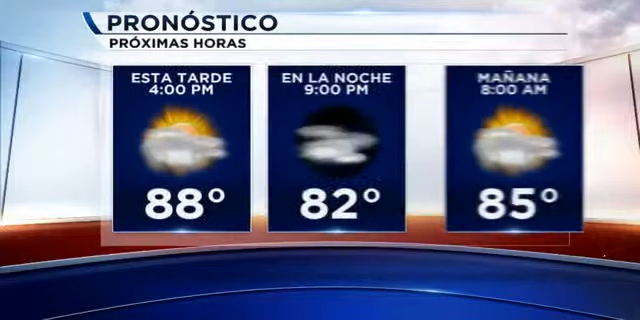 PRONÓSTICO
PRÓXIMAS HORAS
ESTA TARDE
4:00 PM
88°
EN LA NOCHE
9:00 PM
82°
MAÑANA
8:00 AM
85°